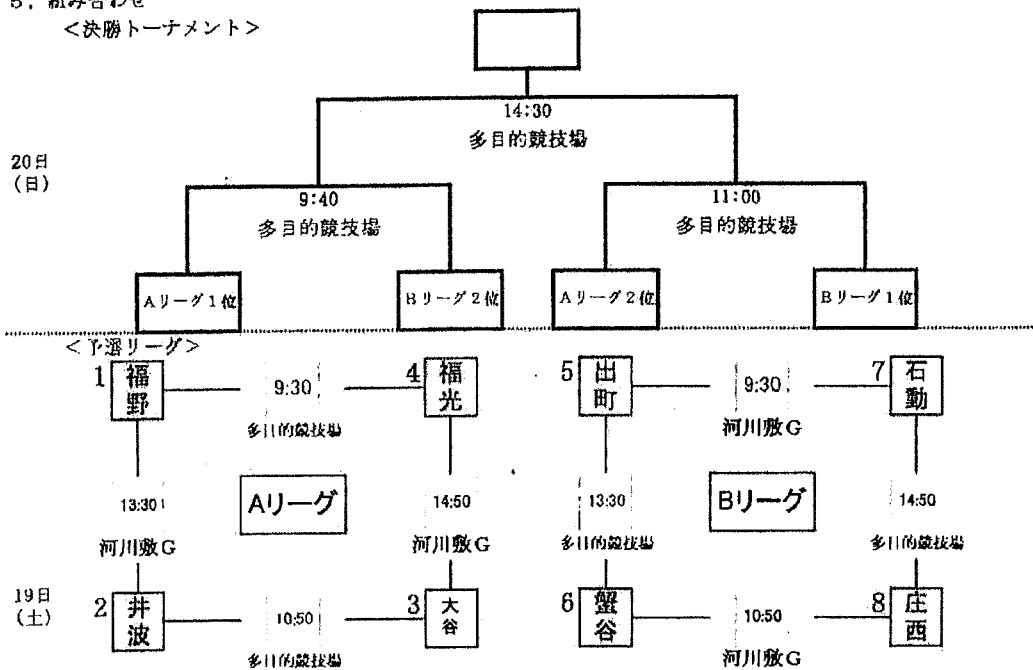 5，組み合わせ
＜決勝トーナメント＞
14:30
多目的競技場
20日
（日）
9:40
多目的競技場
11:00
多目的競技場
Aリーグ1位
Bリーグ2位
Aリーグ2位
Bリーグ1位
＜予選リーグ＞
1 福野
9:30
多目的競技場
4 福光
5 出町
9:30
河川敷G
7 石動
13:30
河川敷G
Aリーグ
14:50
河川敷G
13:30
多目的競技場
Bリーグ
14:50
多目的競技場
19日
（土）
2 井波
10:50
多目的競技場
3 大谷
6 蟹谷
10:50
河川敷G
8 庄西